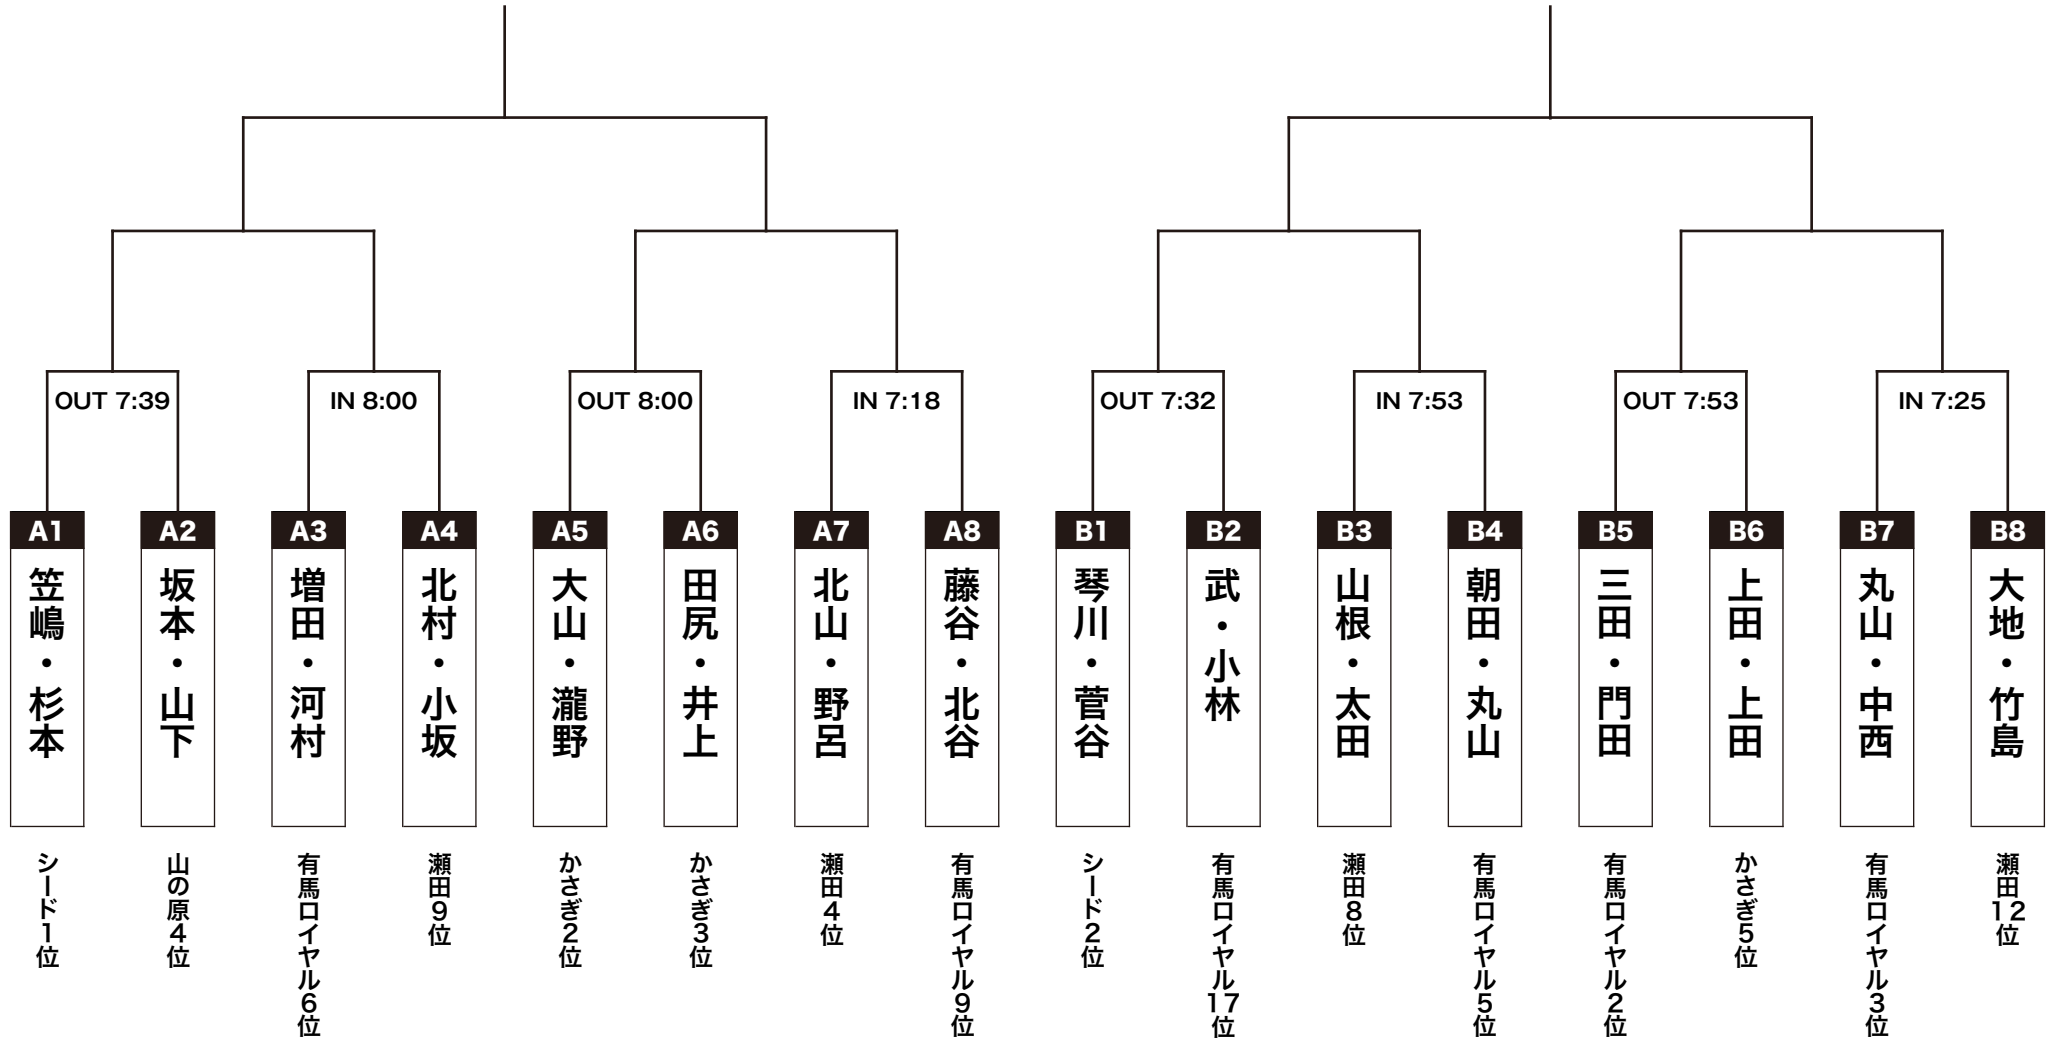 OUT 7:39
IN 8:00
OUT 8:00
IN 7:18
OUT 7:32
IN 7:53
OUT 7:53
IN 7:25
A1
A2
A3
A4
A5
A6
A7
A8
B1
B2
B3
B4
B5
B6
B7
B8
笠嶋・杉本
坂本・山下
増田・河村
北村・小坂
大山・瀧野
田尻・井上
北山・野呂
藤谷・北谷
琴川・菅谷
武・小林
山根・太田
朝田・丸山
三田・門田
上田・上田
丸山・中西
大地・竹島
シード1位
山の原4位
有馬ロイヤル6位
瀬田9位
かさぎ2位
かさぎ3位
瀬田4位
有馬ロイヤル9位
シード2位
有馬ロイヤル17位
瀬田8位
有馬ロイヤル5位
有馬ロイヤル2位
かさぎ5位
有馬ロイヤル3位
瀬田12位